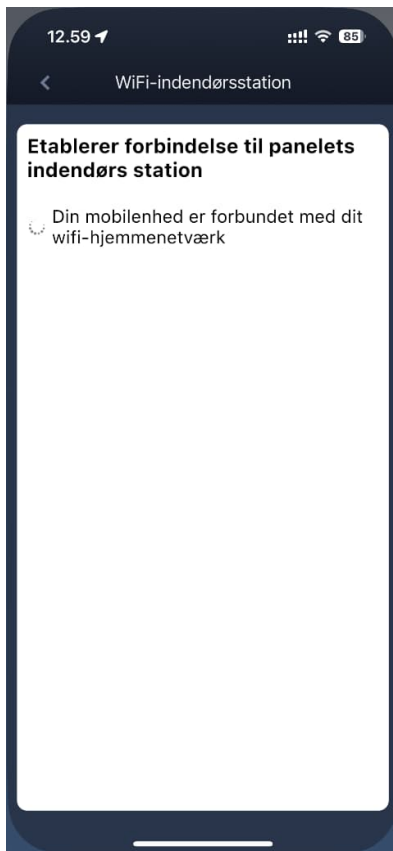 12.59
85
WiFi-indendørsstation
Etablerer forbindelse til panelets
indendørs station
Din mobilenhed er forbundet med dit
wifi-hjemmenetværk